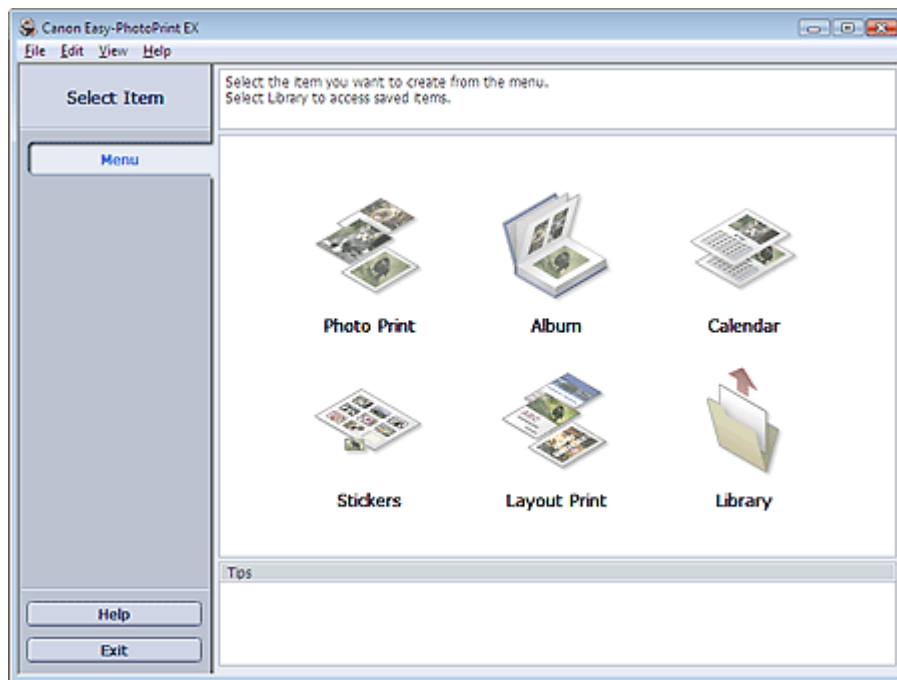 Canon Easy-PhotoPrint EX
File Edit View Help
Select Item
Select the item you want to create from the menu.
Select Library to access saved items.
Menu
Photo Print
Album
Calendar
Stickers
Layout Print
Library
Tips
Help
Exit